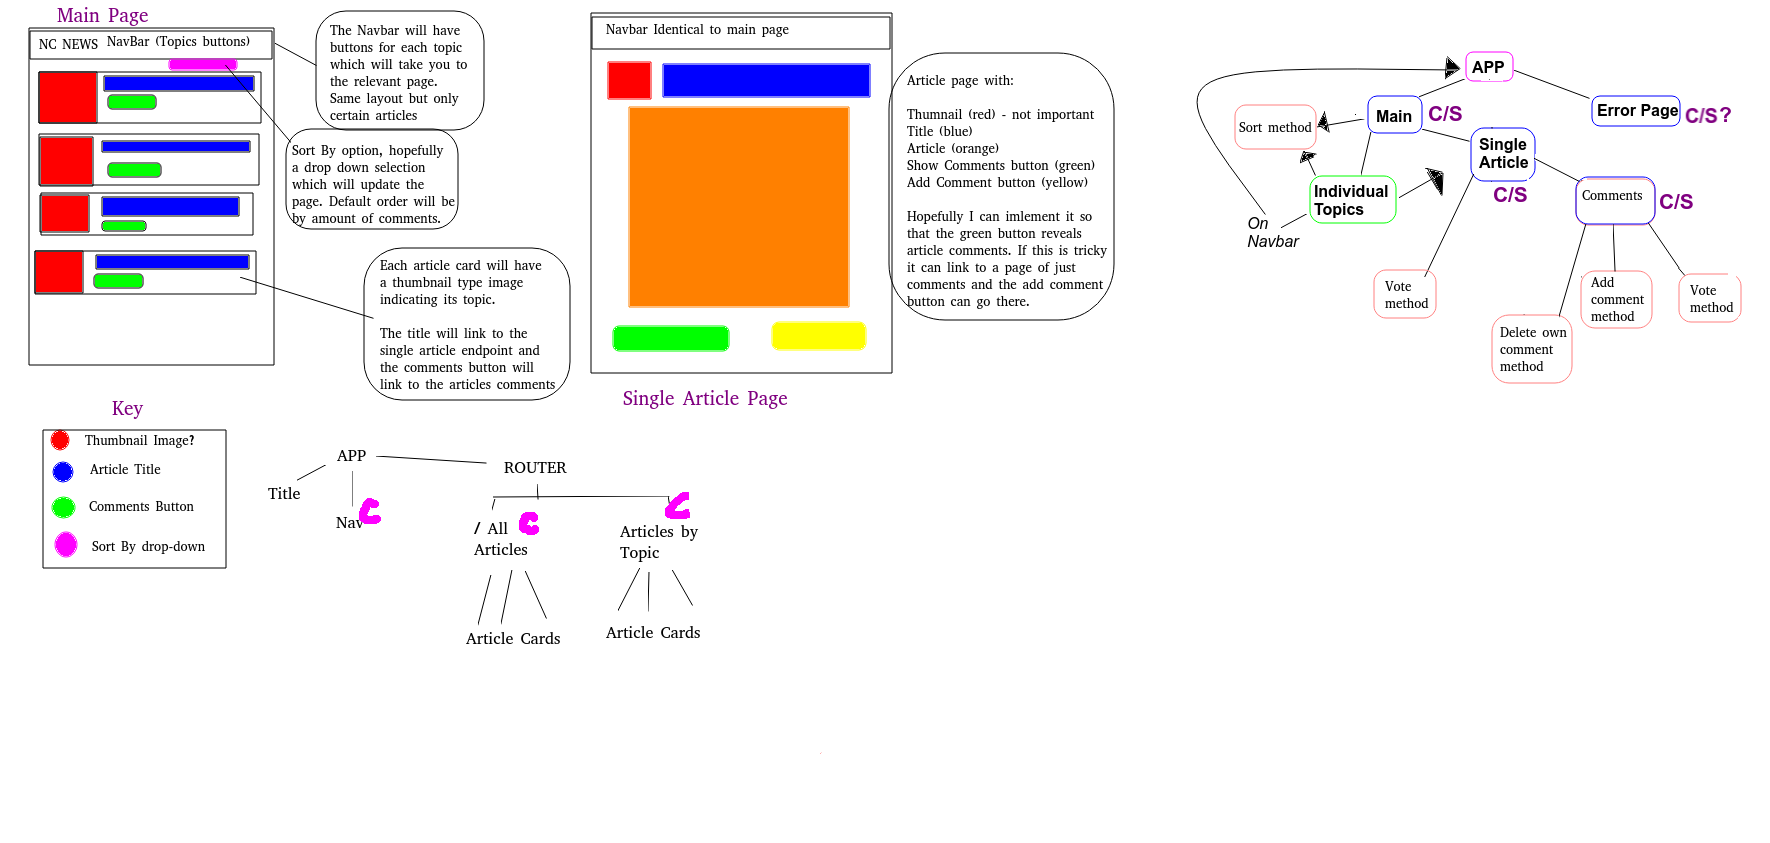 Main Page
NC NEWS NavBar (Topics buttons)
The Navbar will have
buttons for each topic
which will take you to
the relevant page.
Same layout but only
certain articles
Sort By option, hopefully
a drop down selection
which will update the
page. Default order will be
by amount of comments.
Each article card will have
a thumbnail type image
indicating its topic.
The title will link to the
single article endpoint and
the comments button will
link to the articles comments
Navbar Identical to main page
Article page with:
Thumnail (red) - not important
Title (blue)
Article (orange)
Show Comments button (green)
Add Comment button (yellow)
Hopefully I can imlement it so
that the green button reveals
article comments. If this is tricky
it can link to a page of just
comments and the add comment
button can go there.
Single Article Page
APP
Main C/S
Error Page C/S?
Sort method
Single
Article
C/S
Individual
Topics
Comments C/S
On
Navbar
Vote
method
Add
comment
method
Vote
method
Delete own
comment
method
Key
Thumbnail Image?
Article Title
Comments Button
Sort By drop-down
APP
ROUTER
Title
Nav C
/ All C
Articles
C
Articles by
Topic
Article Cards
Article Cards